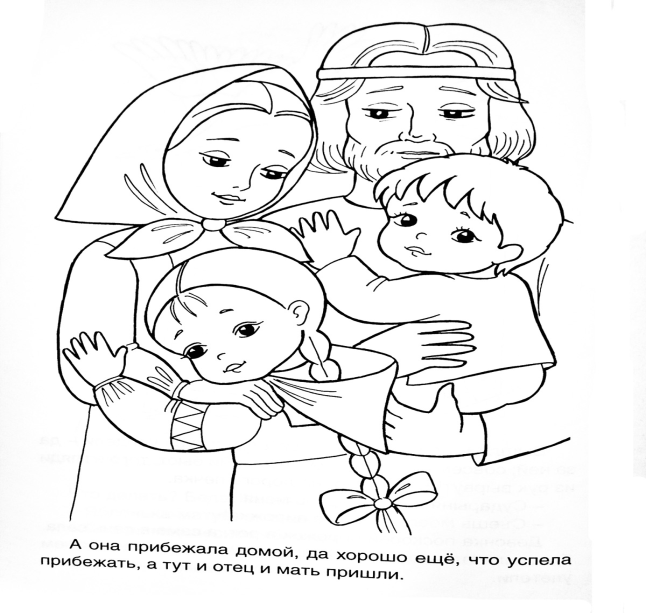 А она прибежала домой, да хорошо ещё, что успела
прибежать, а тут и отец и мать пришли.